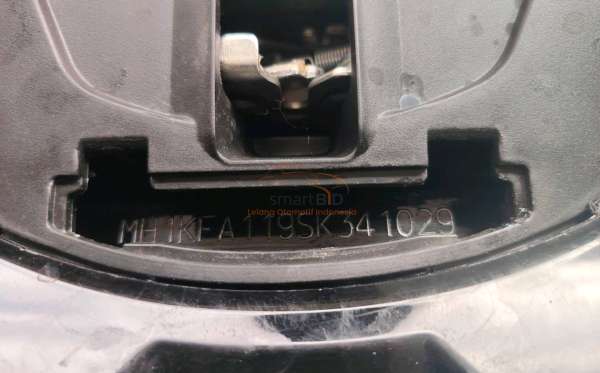 smartBID
Lelang Otomotif Indonesia
MH1KFA119SK341029